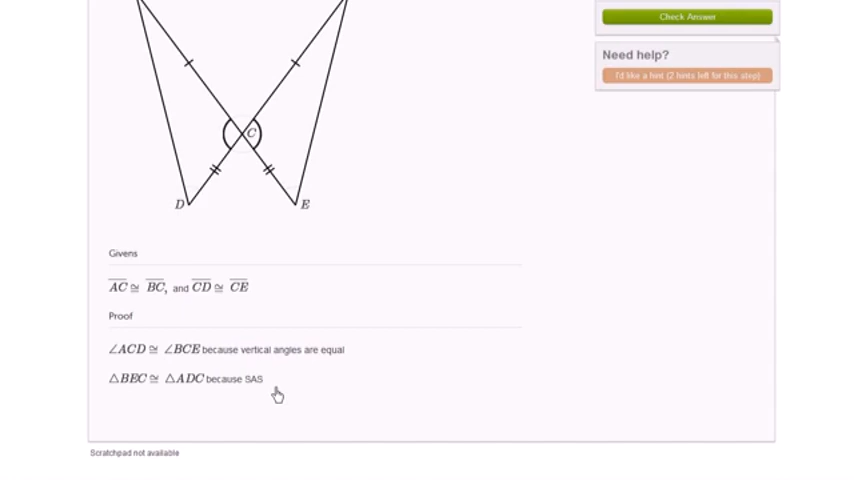 Check Answer
Need help?
I'd like a hint (2 hints left for this step)
C
D
E
Givens
AC ≅ BC, and CD ≅ CE
Proof
∠ACD ≅ ∠BCE because vertical angles are equal
△BEC ≅ △ADC because SAS
Scratchpad not available